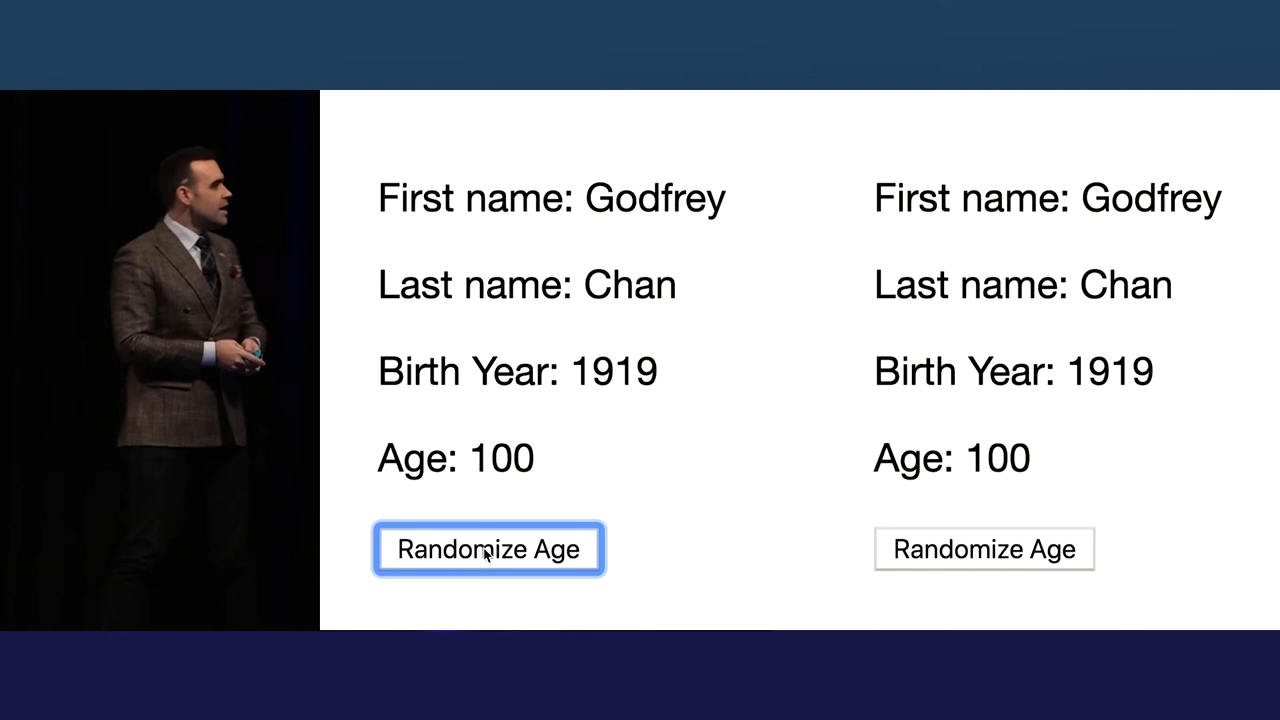 First name: Godfrey
Last name: Chan
Birth Year: 1919
Age: 100
Randomize Age
First name: Godfrey
Last name: Chan
Birth Year: 1919
Age: 100
Randomize Age